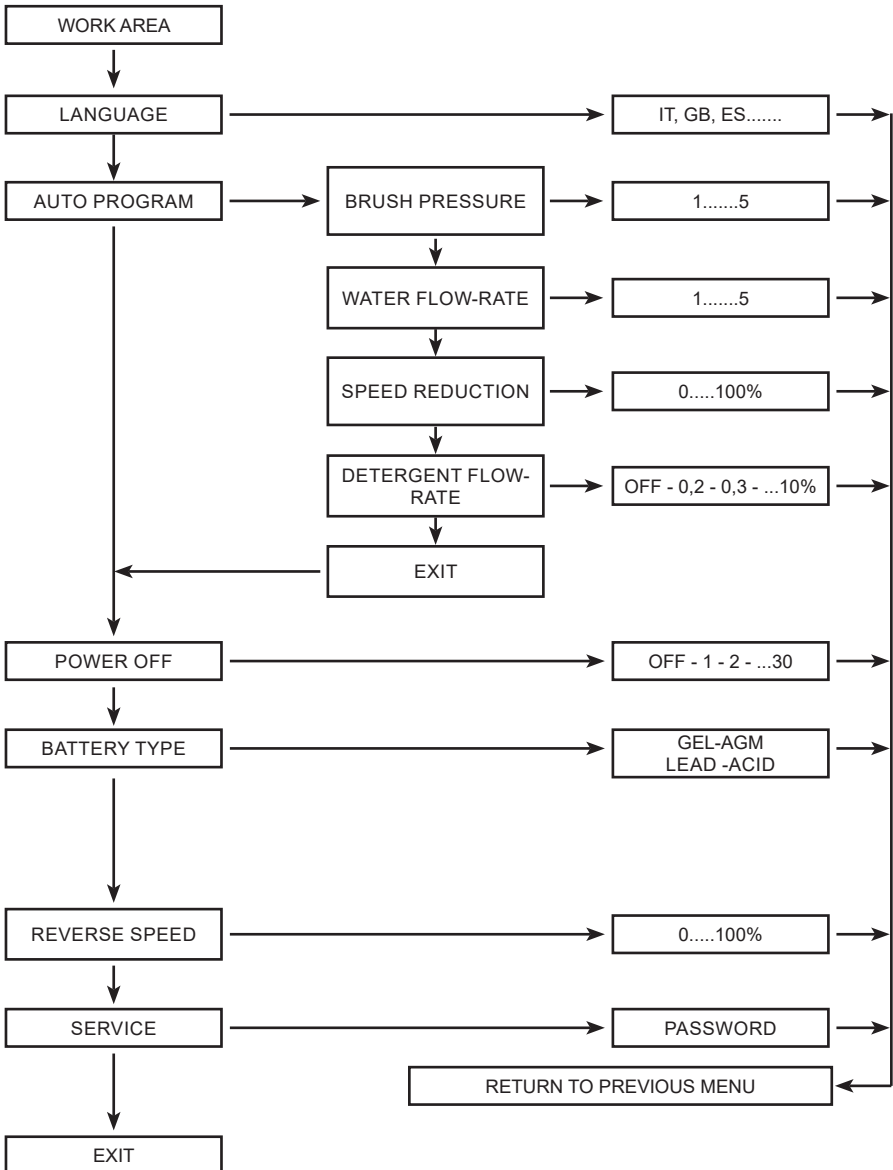 WORK AREA
LANGUAGE
IT, GB, ES.......
AUTO PROGRAM
BRUSH PRESSURE
1.......5
WATER FLOW-RATE
1.......5
SPEED REDUCTION
0.....100%
DETERGENT FLOW-
RATE
OFF - 0,2 - 0,3 - ...10%
EXIT
POWER OFF
OFF - 1 - 2 - ...30
BATTERY TYPE
GEL-AGM
LEAD -ACID
REVERSE SPEED
0.....100%
SERVICE
PASSWORD
RETURN TO PREVIOUS MENU
EXIT